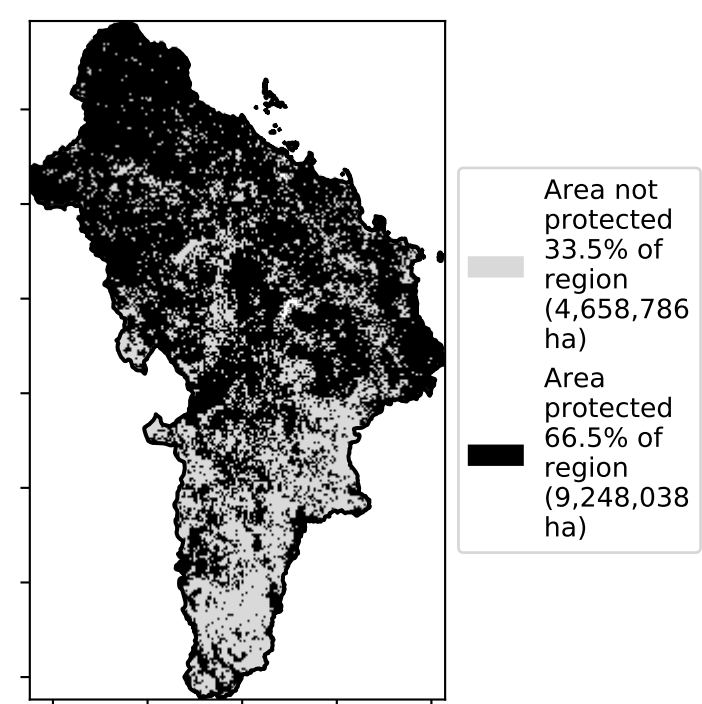 Area not
protected
33.5% of
region
(4,658,786
ha)
Area
protected
66.5% of
region
(9,248,038
ha)